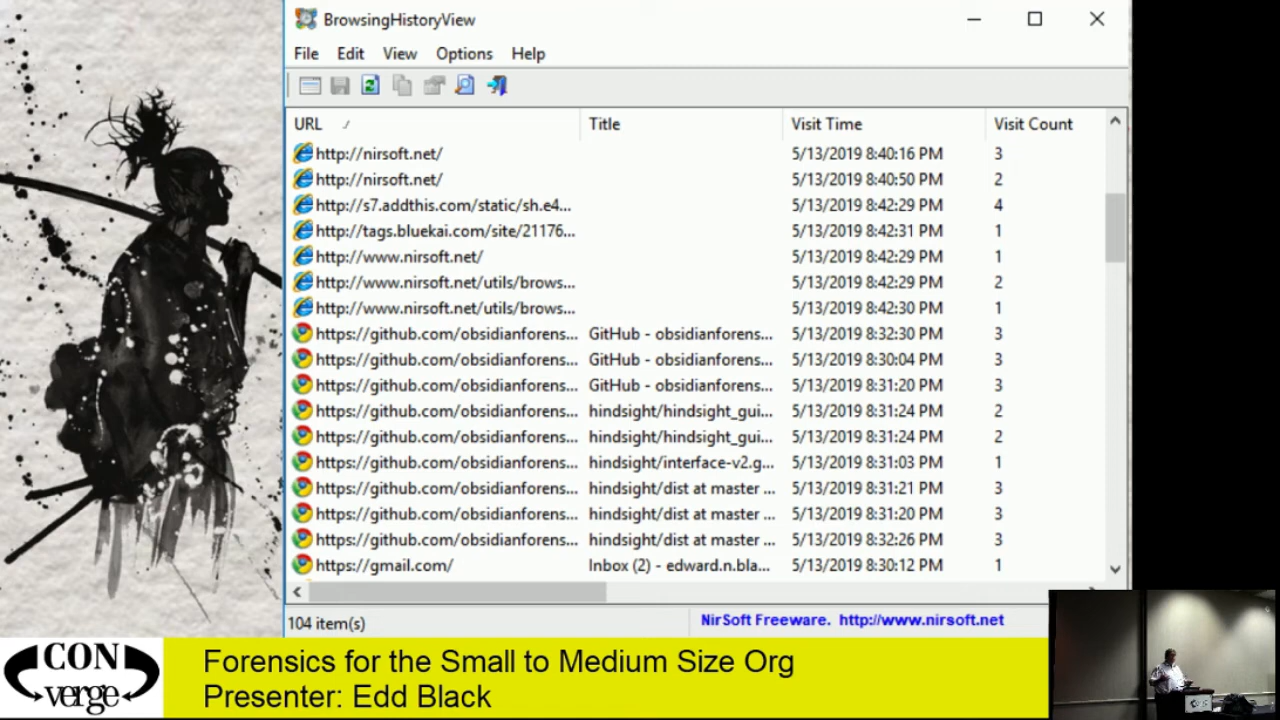 BrowsingHistoryView
File Edit View Options Help
URL Title Visit Time Visit Count
http://nirsoft.net/ 5/13/2019 8:40:16 PM 3
http://nirsoft.net/ 5/13/2019 8:40:50 PM 2
http://s7.addthis.com/static/sh.e4... 5/13/2019 8:42:29 PM 4
http://tags.bluekai.com/site/21176... 5/13/2019 8:42:31 PM 1
http://www.nirsoft.net/ 5/13/2019 8:42:29 PM 1
http://www.nirsoft.net/utils/brows... 5/13/2019 8:42:29 PM 2
http://www.nirsoft.net/utils/brows... 5/13/2019 8:42:30 PM 1
https://github.com/obsidianforens... GitHub - obsidianforens... 5/13/2019 8:32:30 PM 3
https://github.com/obsidianforens... GitHub - obsidianforens... 5/13/2019 8:30:04 PM 3
https://github.com/obsidianforens... GitHub - obsidianforens... 5/13/2019 8:31:20 PM 3
https://github.com/obsidianforens... hindsight/hindsight_gui... 5/13/2019 8:31:24 PM 2
https://github.com/obsidianforens... hindsight/hindsight_gui... 5/13/2019 8:31:24 PM 2
https://github.com/obsidianforens... hindsight/interface-v2.g... 5/13/2019 8:31:03 PM 1
https://github.com/obsidianforens... hindsight/dist at master ... 5/13/2019 8:31:21 PM 3
https://github.com/obsidianforens... hindsight/dist at master ... 5/13/2019 8:31:20 PM 3
https://github.com/obsidianforens... hindsight/dist at master ... 5/13/2019 8:32:26 PM 3
https://gmail.com/ Inbox (2) - edward.n.bla... 5/13/2019 8:30:12 PM 1
104 item(s) NirSoft Freeware. http://www.nirsoft.net
CON
verge
Forensics for the Small to Medium Size Org
Presenter: Edd Black